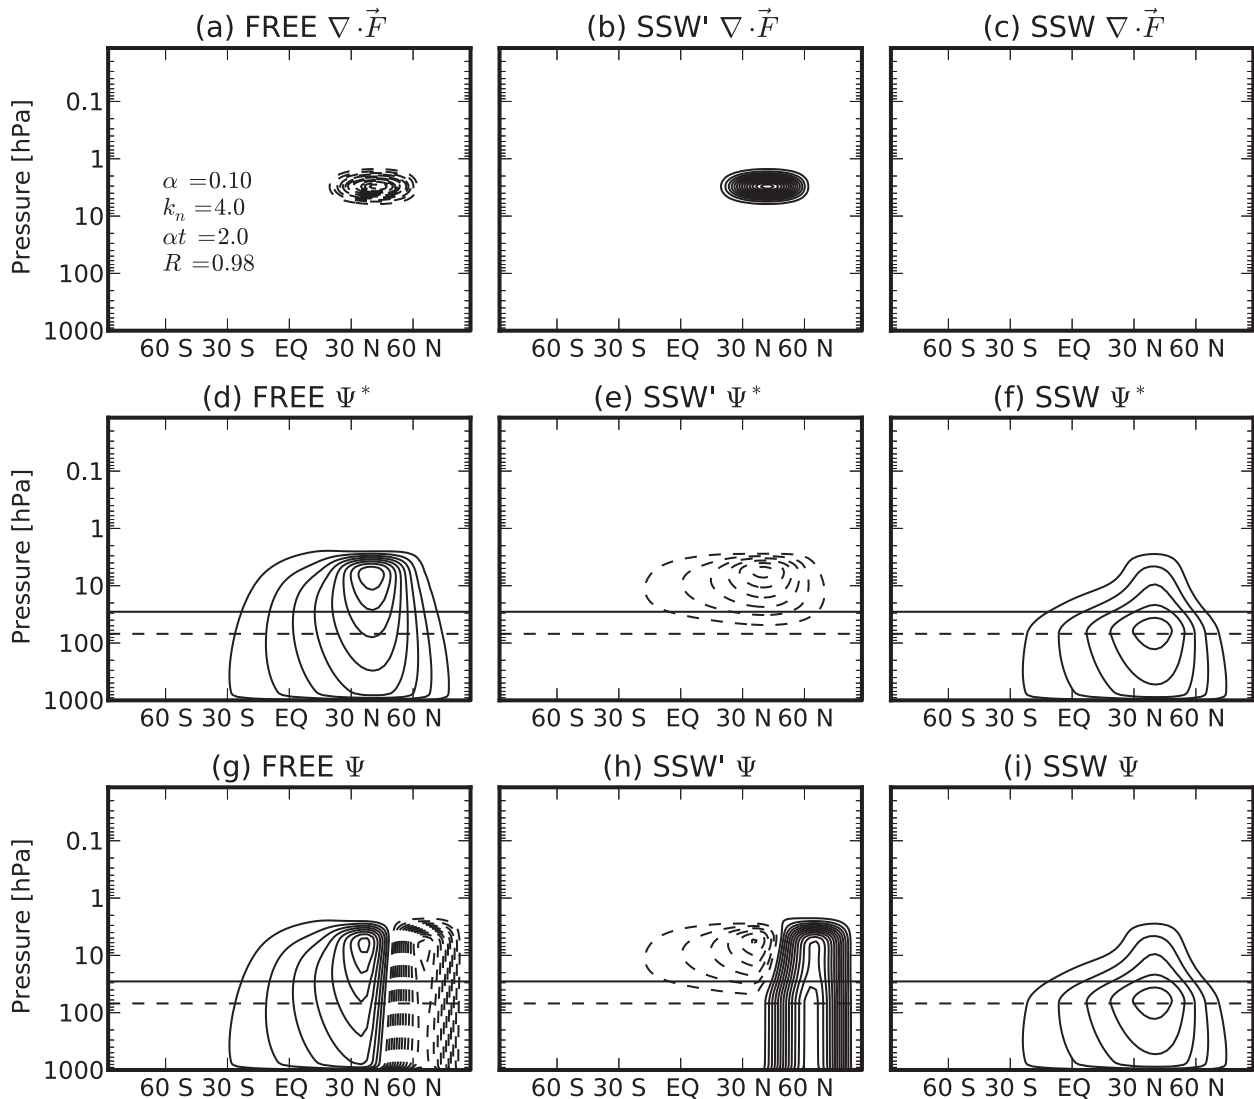 (a) FREE ∇·F⃗ (b) SSW' ∇·F⃗ (c) SSW ∇·F⃗
Pressure [hPa]
0.1
1
10
100
1000
α =0.10
k_n =4.0
αt =2.0
R =0.98
60 S 30 S EQ 30 N 60 N 60 S 30 S EQ 30 N 60 N 60 S 30 S EQ 30 N 60 N
(d) FREE Ψ* (e) SSW' Ψ* (f) SSW Ψ*
Pressure [hPa]
0.1
1
10
100
1000
60 S 30 S EQ 30 N 60 N 60 S 30 S EQ 30 N 60 N 60 S 30 S EQ 30 N 60 N
(g) FREE Ψ (h) SSW' Ψ (i) SSW Ψ
Pressure [hPa]
0.1
1
10
100
1000
60 S 30 S EQ 30 N 60 N 60 S 30 S EQ 30 N 60 N 60 S 30 S EQ 30 N 60 N